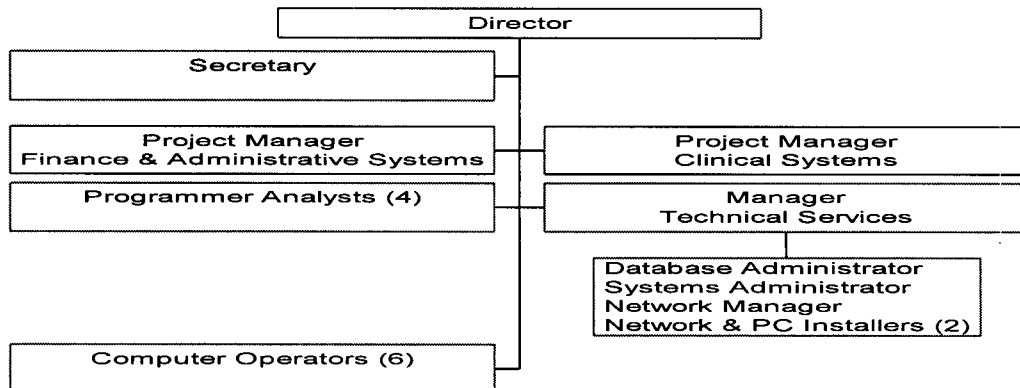 Director
Secretary
Project Manager
Finance & Administrative Systems
Project Manager
Clinical Systems
Programmer Analysts (4)
Manager
Technical Services
Database Administrator
Systems Administrator
Network Manager
Network & PC Installers (2)
Computer Operators (6)